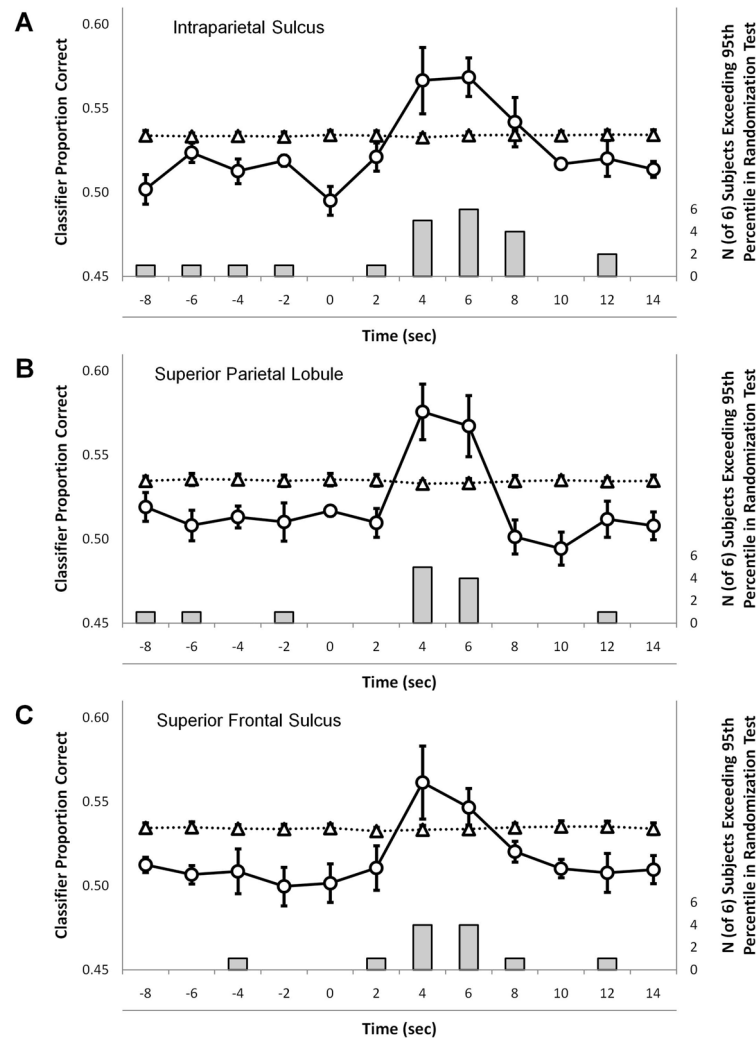 A
Intraparietal Sulcus
Classifier Proportion Correct
0.60
0.55
0.50
0.45
N (of 6) Subjects Exceeding 95th
Percentile in Randomization Test
6
4
2
0
-8 -6 -4 -2 0 2 4 6 8 10 12 14
Time (sec)
B
Superior Parietal Lobule
Classifier Proportion Correct
0.60
0.55
0.50
0.45
N (of 6) Subjects Exceeding 95th
Percentile in Randomization Test
6
4
2
0
-8 -6 -4 -2 0 2 4 6 8 10 12 14
Time (sec)
C
Superior Frontal Sulcus
Classifier Proportion Correct
0.60
0.55
0.50
0.45
N (of 6) Subjects Exceeding 95th
Percentile in Randomization Test
6
4
2
0
-8 -6 -4 -2 0 2 4 6 8 10 12 14
Time (sec)